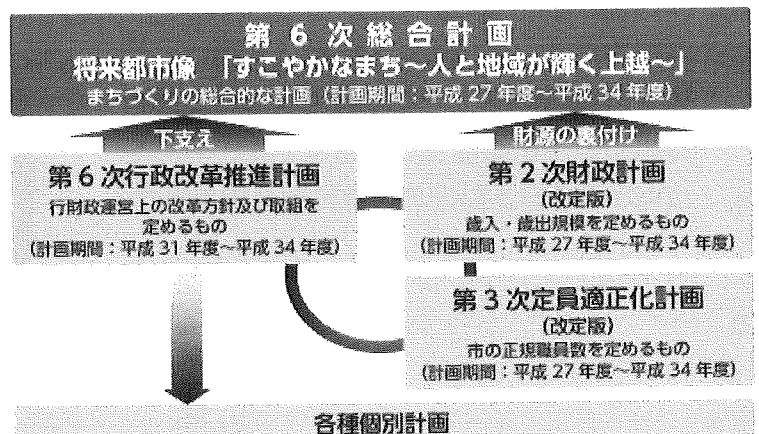 第6次総合計画
将来都市像 「すこやかなまち～人と地域が輝く上越～」
まちづくりの総合的な計画（計画期間：平成27年度～平成34年度）
下支え
財源の裏付け
第6次行政改革推進計画
行財政運営上の改革方針及び取組を
定めるもの
（計画期間：平成31年度～平成34年度）
第2次財政計画
（改定版）
歳入・歳出規模を定めるもの
（計画期間：平成27年度～平成34年度）
第3次定員適正化計画
（改定版）
市の正規職員数を定めるもの
（計画期間：平成27年度～平成34年度）
各種個別計画